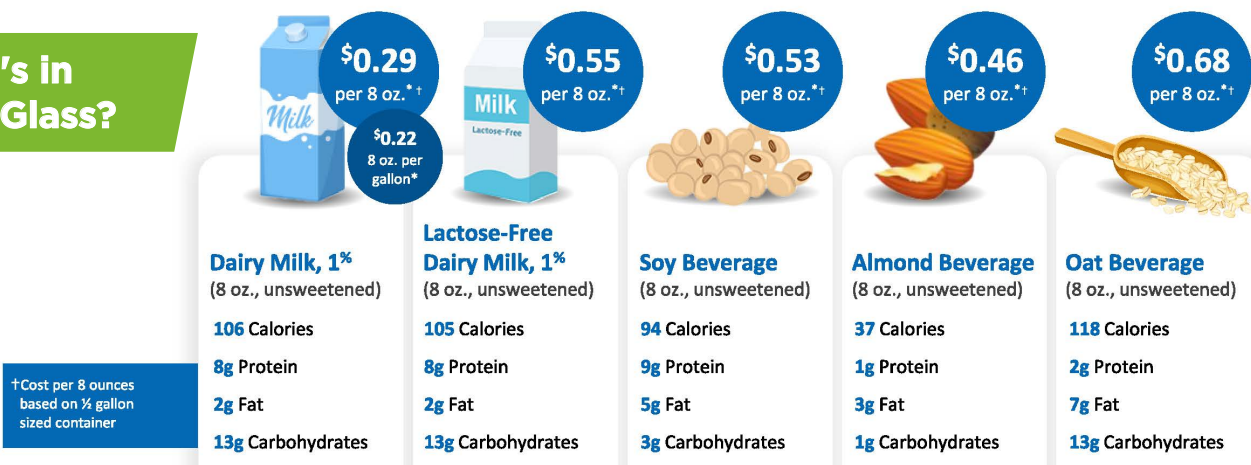 's in
Glass?
$0.29
per 8 oz.*†
$0.22
8 oz. per
gallon*
Milk
Dairy Milk, 1%
(8 oz., unsweetened)
106 Calories
8g Protein
2g Fat
13g Carbohydrates
$0.55
per 8 oz.*†
Milk
Lactose-Free
Lactose-Free
Dairy Milk, 1%
(8 oz., unsweetened)
105 Calories
8g Protein
2g Fat
13g Carbohydrates
$0.53
per 8 oz.*†
Soy Beverage
(8 oz., unsweetened)
94 Calories
9g Protein
5g Fat
3g Carbohydrates
$0.46
per 8 oz.*†
Almond Beverage
(8 oz., unsweetened)
37 Calories
1g Protein
3g Fat
1g Carbohydrates
$0.68
per 8 oz.*†
Oat Beverage
(8 oz., unsweetened)
118 Calories
2g Protein
7g Fat
13g Carbohydrates
†Cost per 8 ounces
based on ½ gallon
sized container